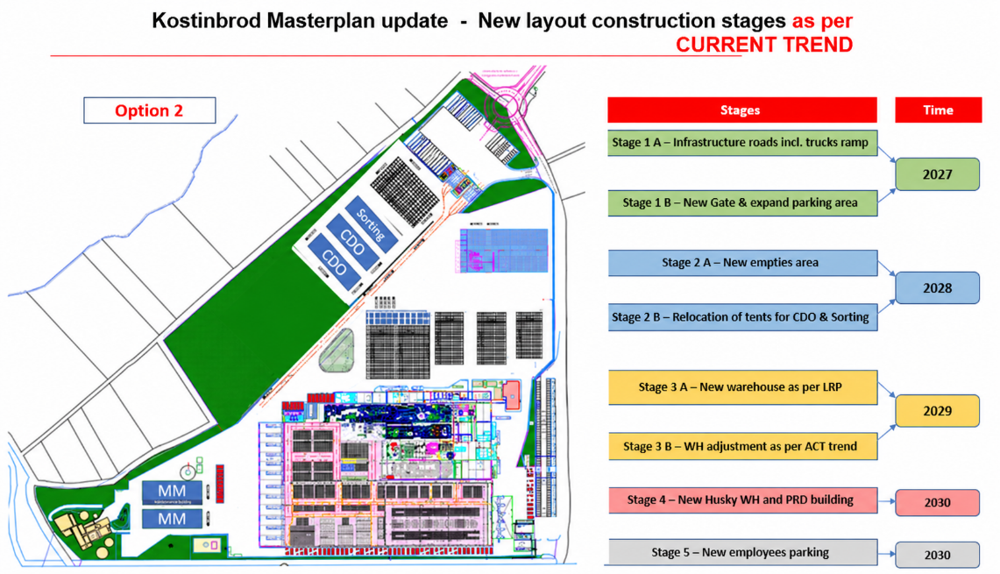 Kostinbrod Masterplan update - New layout construction stages as per
CURRENT TREND
Option 2
Stages
Time
Stage 1 A – Infrastructure roads incl. trucks ramp
2027
Stage 1 B – New Gate & expand parking area
Stage 2 A – New empties area
2028
Stage 2 B – Relocation of tents for CDO & Sorting
Stage 3 A – New warehouse as per LRP
2029
Stage 3 B – WH adjustment as per ACT trend
Stage 4 – New Husky WH and PRD building
2030
Stage 5 – New employees parking
2030
Sorting
CDO
CDO
MM
Maintenance building
MM